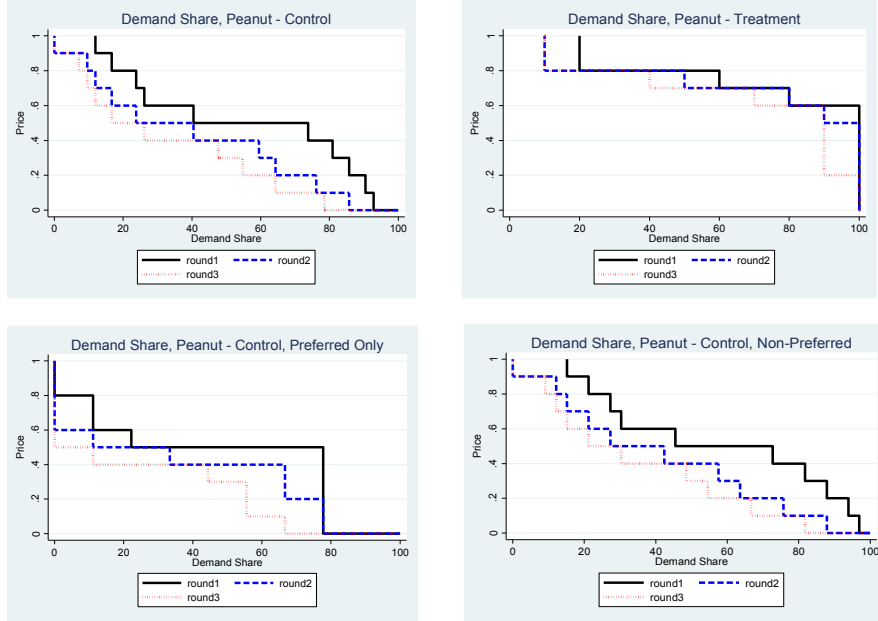 Demand Share, Peanut - Control
Price
0 .2 .4 .6 .8 1
0 20 40 60 80 100
Demand Share
round1 round2
round3
Demand Share, Peanut - Treatment
Price
0 .2 .4 .6 .8 1
0 20 40 60 80 100
Demand Share
round1 round2
round3
Demand Share, Peanut - Control, Preferred Only
Price
0 .2 .4 .6 .8 1
0 20 40 60 80 100
Demand Share
round1 round2
round3
Demand Share, Peanut - Control, Non-Preferred
Price
0 .2 .4 .6 .8 1
0 20 40 60 80 100
Demand Share
round1 round2
round3